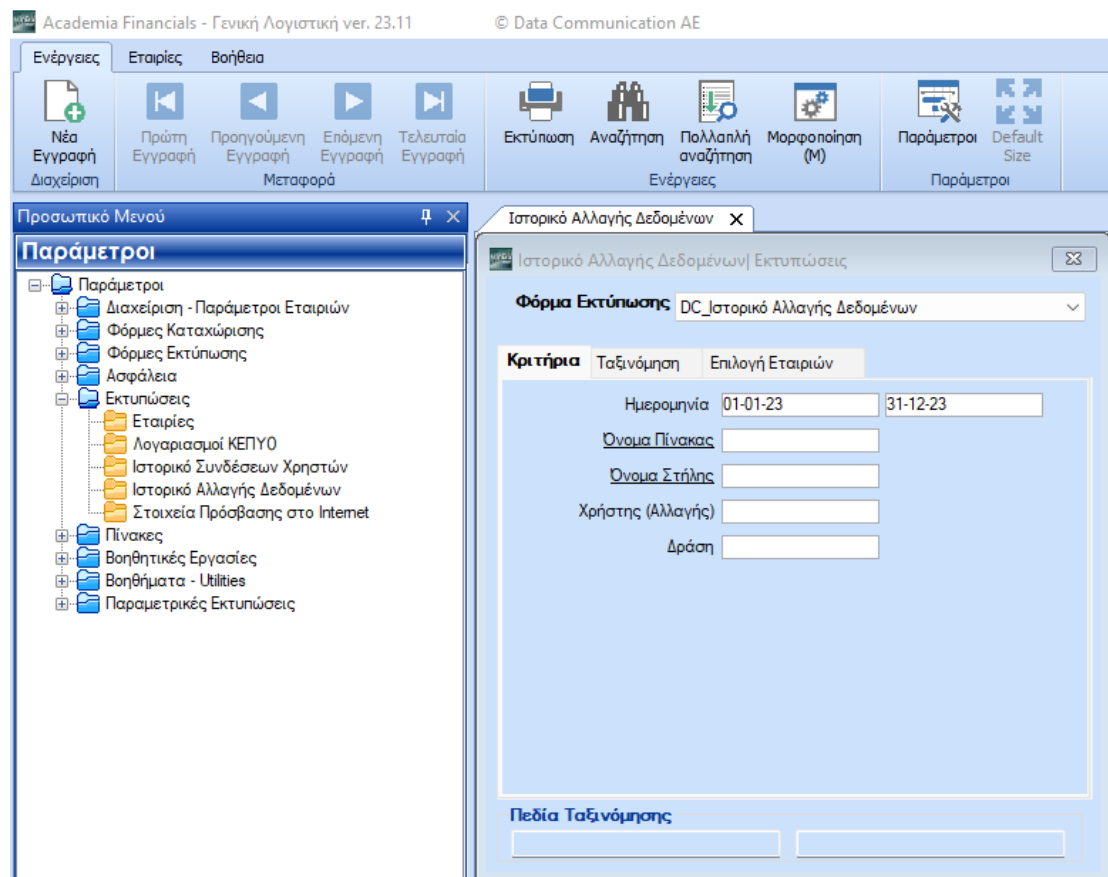 Academia Financials - Γενική Λογιστική ver. 23.11 © Data Communication AE
Ενέργειες Εταιρίες Βοήθεια
Νέα Εγγραφή
Πρώτη Εγγραφή
Προηγούμενη Εγγραφή
Επόμενη Εγγραφή
Τελευταία Εγγραφή
Εκτύπωση
Αναζήτηση
Πολλαπλή αναζήτηση
Μορφοποίηση (M)
Παράμετροι
Default Size
Διαχείριση Μεταφορά Ενέργειες Παράμετροι
Προσωπικό Μενού
Παράμετροι
Παράμετροι
Διαχείριση - Παράμετροι Εταιριών
Φόρμες Καταχώρισης
Φόρμες Εκτύπωσης
Ασφάλεια
Εκτυπώσεις
Εταιρίες
Λογαριασμοί ΚΕΠΥΟ
Ιστορικό Συνδέσεων Χρηστών
Ιστορικό Αλλαγής Δεδομένων
Στοιχεία Πρόσβασης στο Internet
Πίνακες
Βοηθητικές Εργασίες
Βοηθήματα - Utilities
Παραμετρικές Εκτυπώσεις
Ιστορικό Αλλαγής Δεδομένων
Ιστορικό Αλλαγής Δεδομένων| Εκτυπώσεις
Φόρμα Εκτύπωσης DC_Ιστορικό Αλλαγής Δεδομένων
Κριτήρια Ταξινόμηση Επιλογή Εταιριών
Ημερομηνία 01-01-23 31-12-23
Όνομα Πίνακας
Όνομα Στήλης
Χρήστης (Αλλαγής)
Δράση
Πεδία Ταξινόμησης